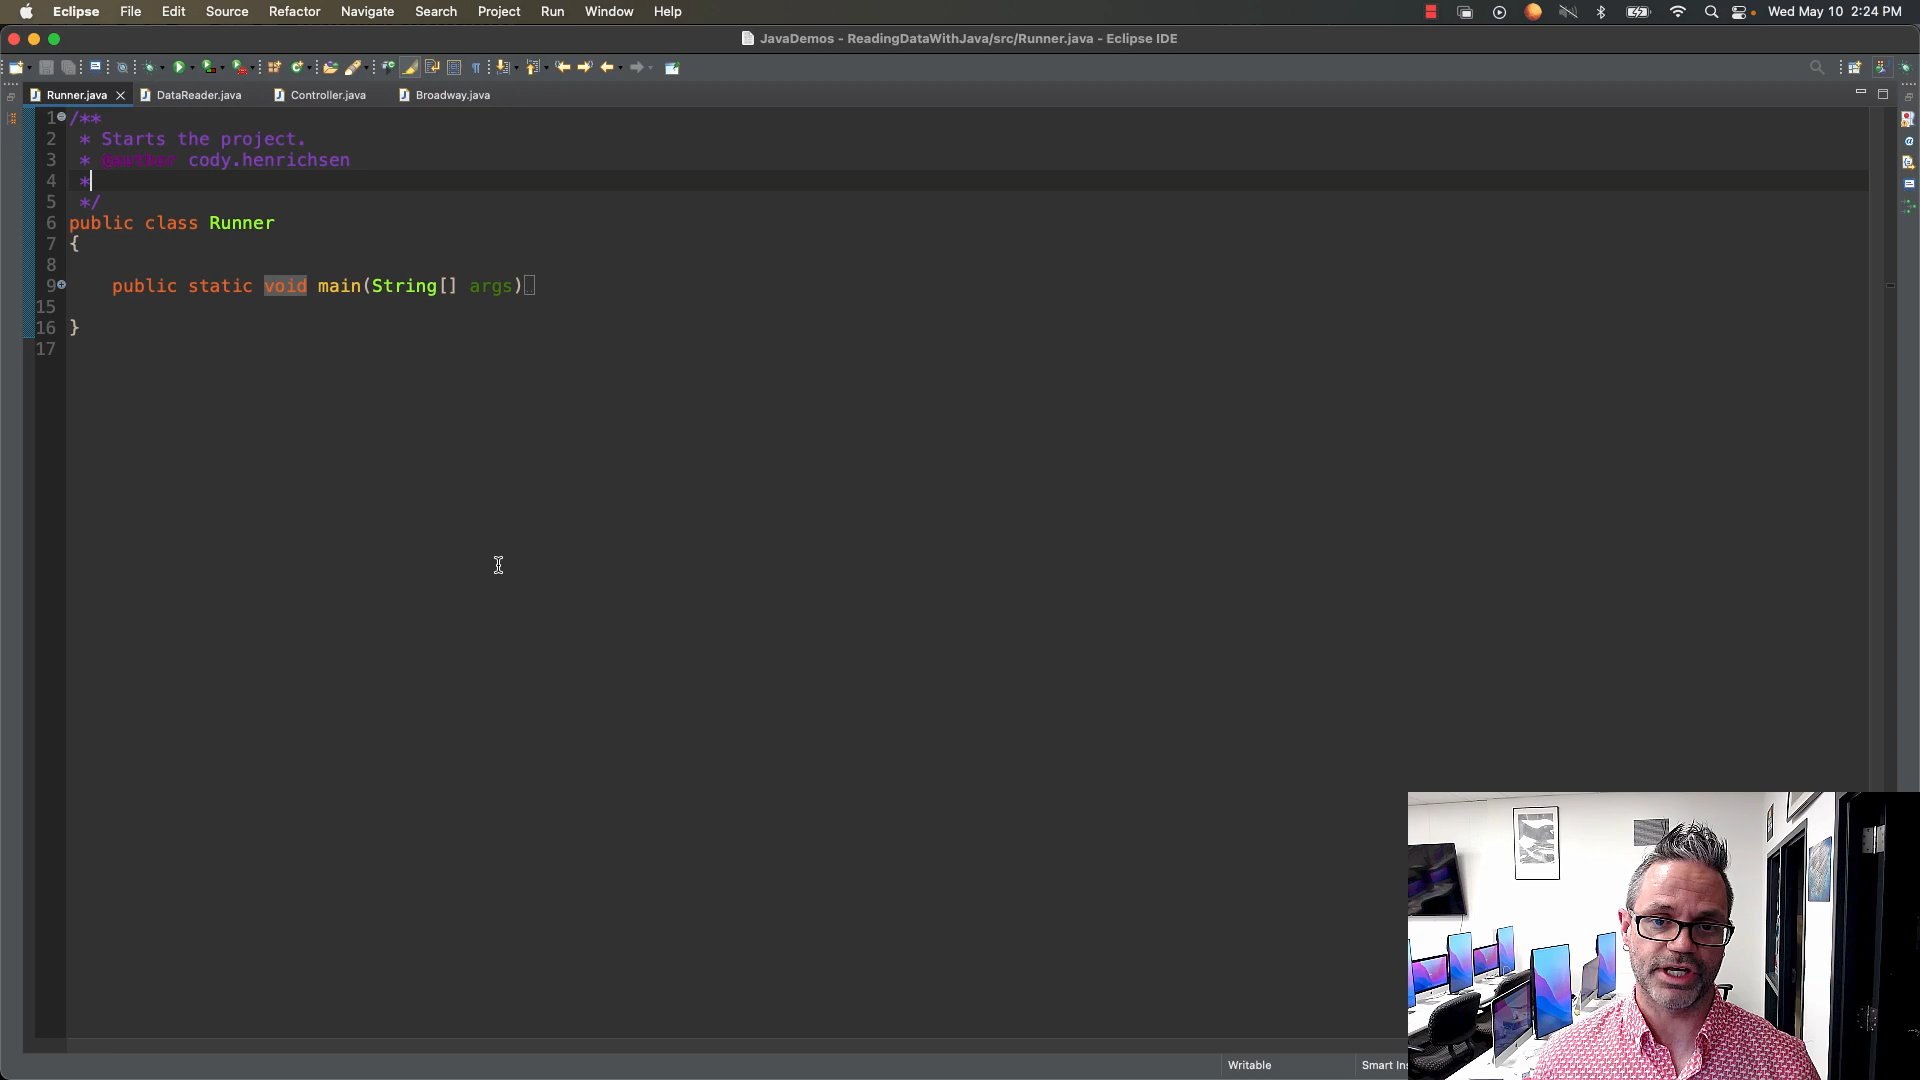 Eclipse File Edit Source Refactor Navigate Search Project Run Window Help Wed May 10 2:24 PM
JavaDemos - ReadingDataWithJava/src/Runner.java - Eclipse IDE
Runner.java DataReader.java Controller.java Broadway.java
1 /**
2 * Starts the project.
3 * @author cody.henrichsen
4 *
5 */
6 public class Runner
7 {
8
9 public static void main(String[] args)
15
16 }
17
Writable Smart Ins